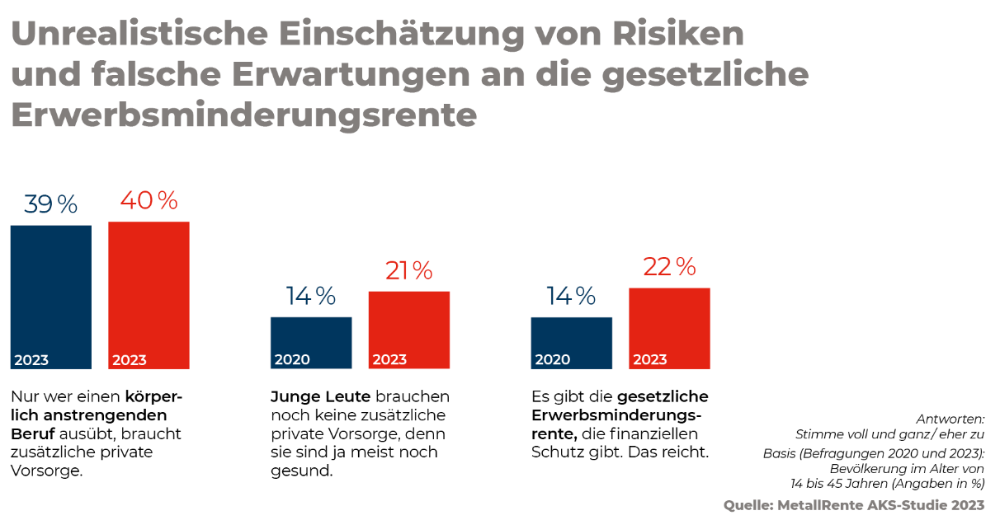 Unrealistische Einschätzung von Risiken
und falsche Erwartungen an die gesetzliche
Erwerbsminderungsrente
39 %
40 %
2023
2023
Nur wer einen körper-
lich anstrengenden
Beruf ausübt, braucht
zusätzliche private
Vorsorge.
14 %
21 %
2020
2023
Junge Leute brauchen
noch keine zusätzliche
private Vorsorge, denn
sie sind ja meist noch
gesund.
14 %
22 %
2020
2023
Es gibt die gesetzliche
Erwerbsminderungs-
rente, die finanziellen
Schutz gibt. Das reicht.
Antworten:
Stimme voll und ganz / eher zu
Basis (Befragungen 2020 und 2023):
Bevölkerung im Alter von
14 bis 45 Jahren (Angaben in %)
Quelle: MetallRente AKS-Studie 2023